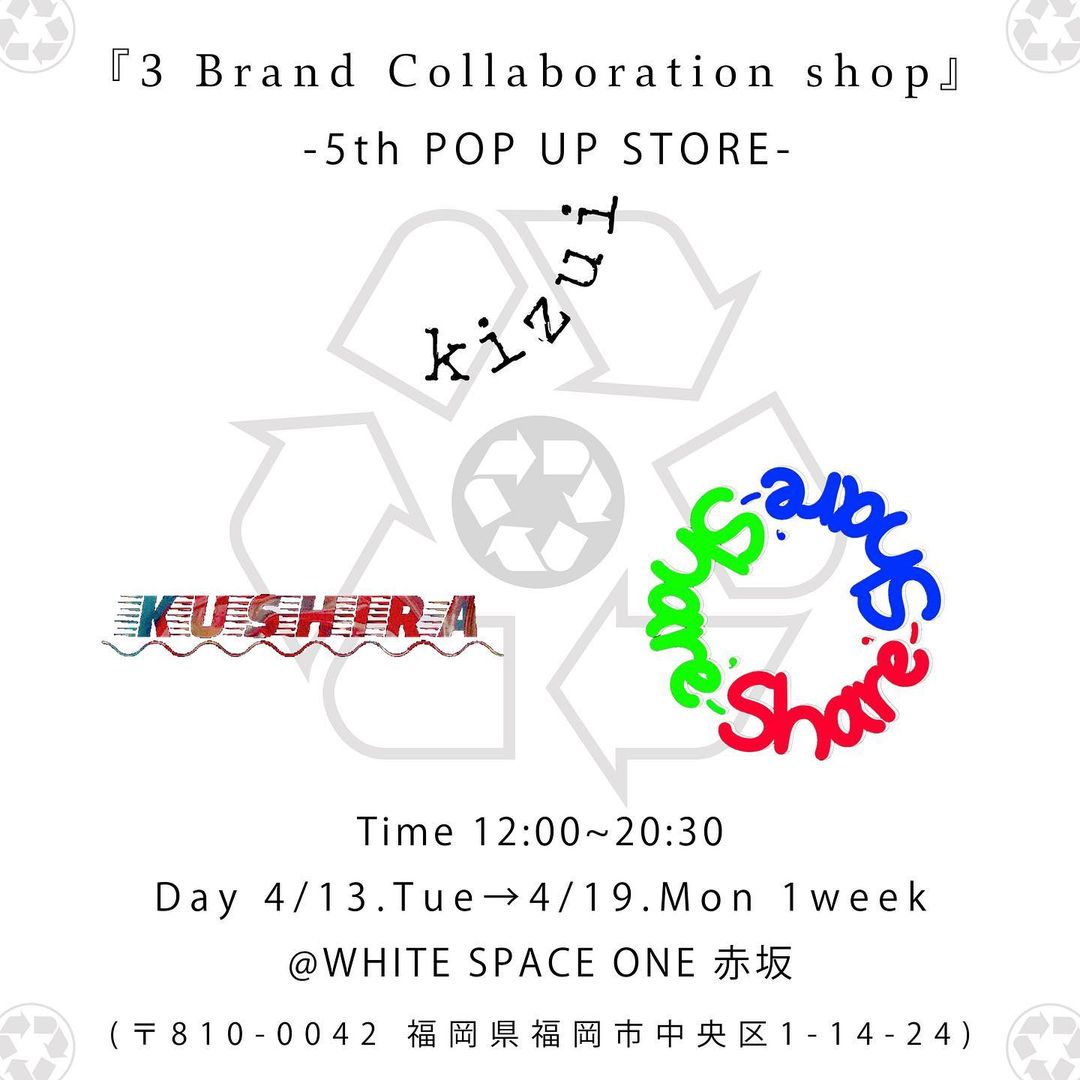 『3 Brand Collaboration shop』
-5th POP UP STORE-
kizui
KUSHIRA
Share
Share
Share
Time 12:00~20:30
Day 4/13.Tue→4/19.Mon 1week
@WHITE SPACE ONE 赤坂
(〒810-0042 福岡県福岡市中央区1-14-24)